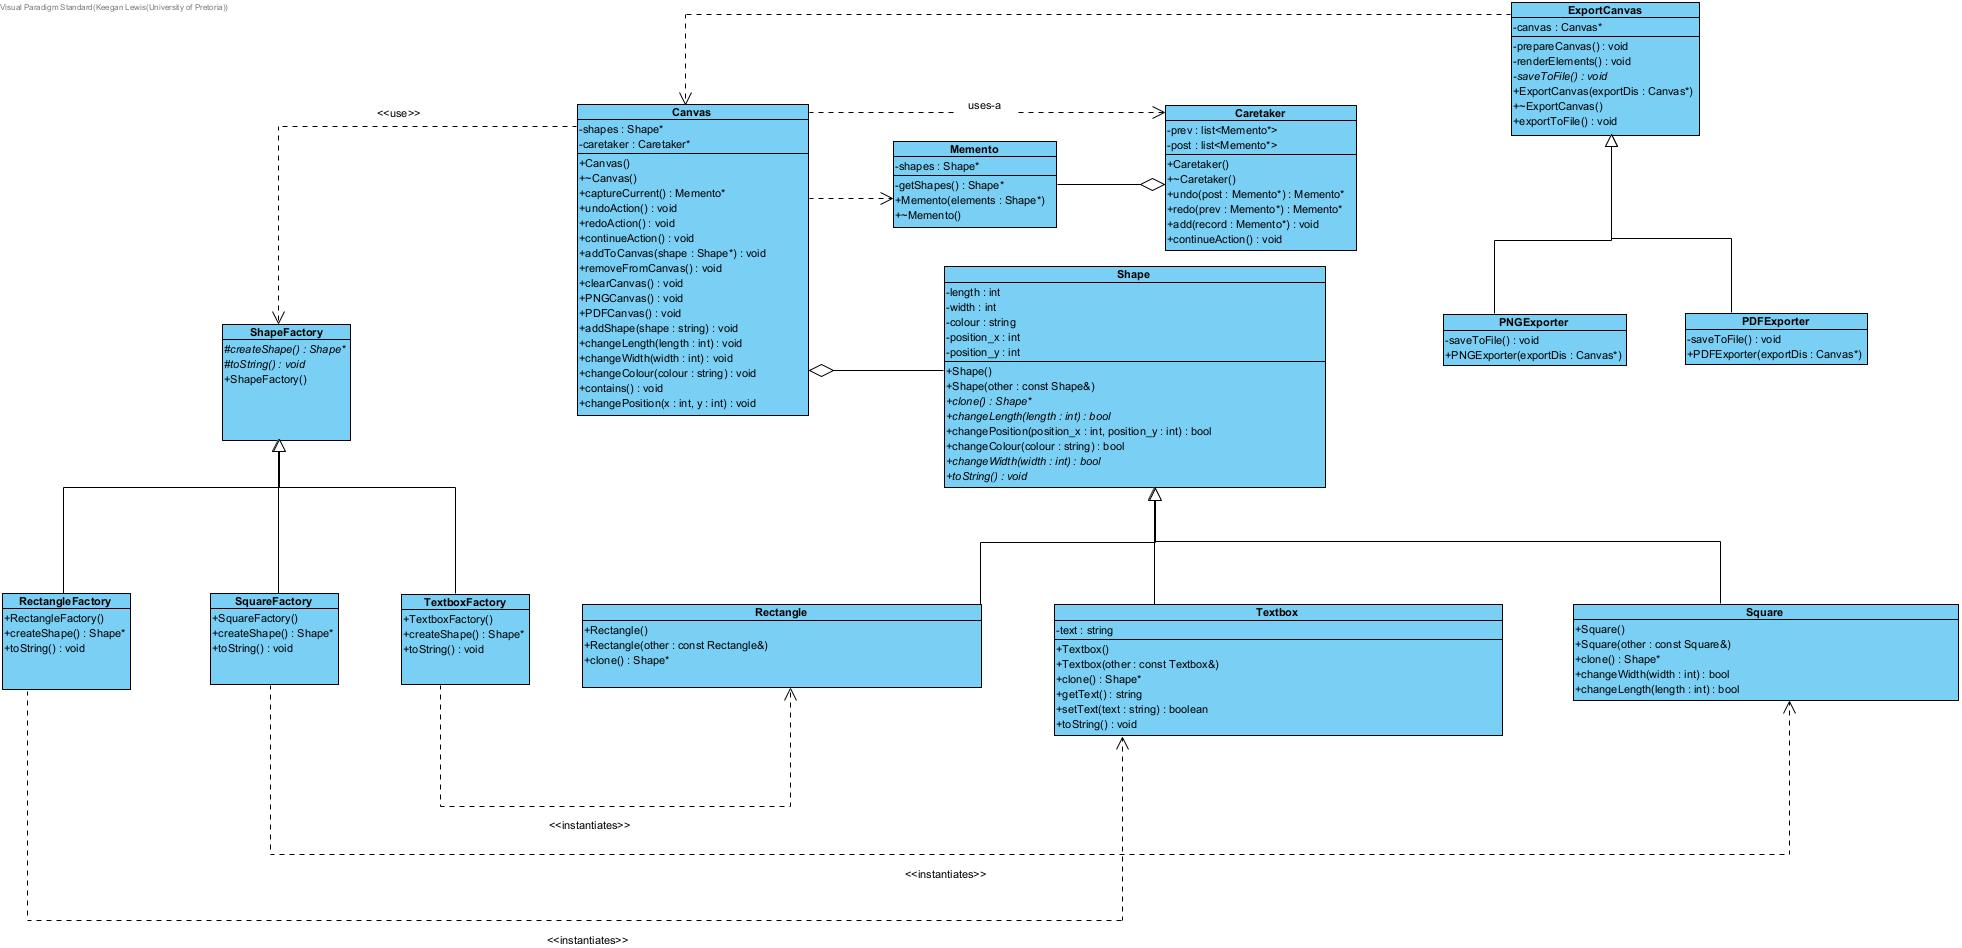 Visual Paradigm Standard(Keegan Lewis(University of Pretoria))
ExportCanvas
-canvas : Canvas*
-prepareCanvas() : void
-renderElements() : void
-saveToFile() : void
+ExportCanvas(exportDis : Canvas*)
+~ExportCanvas()
+exportToFile() : void
<<use>>
uses-a
Canvas
-shapes : Shape*
-caretaker : Caretaker*
+Canvas()
+~Canvas()
+captureCurrent() : Memento*
+undoAction() : void
+redoAction() : void
+continueAction() : void
+addToCanvas(shape : Shape*) : void
+removeFromCanvas() : void
+clearCanvas() : void
+PNGCanvas() : void
+PDFCanvas() : void
+addShape(shape : string) : void
+changeLength(length : int) : void
+changeWidth(width : int) : void
+changeColour(colour : string) : void
+contains() : void
+changePosition(x : int, y : int) : void
Memento
-shapes : Shape*
-getShapes() : Shape*
+Memento(elements : Shape*)
+~Memento()
Caretaker
-prev : list<Memento*>
-post : list<Memento*>
+Caretaker()
+~Caretaker()
+undo(post : Memento*) : Memento*
+redo(prev : Memento*) : Memento*
+add(record : Memento*) : void
+continueAction() : void
Shape
-length : int
-width : int
-colour : string
-position_x : int
-position_y : int
+Shape()
+Shape(other : const Shape&)
+clone() : Shape*
+changeLength(length : int) : bool
+changePosition(position_x : int, position_y : int) : bool
+changeColour(colour : string) : bool
+changeWidth(width : int) : bool
+toString() : void
PNGExporter
-saveToFile() : void
+PNGExporter(exportDis : Canvas*)
PDFExporter
-saveToFile() : void
+PDFExporter(exportDis : Canvas*)
ShapeFactory
#createShape() : Shape*
#toString() : void
+ShapeFactory()
RectangleFactory
+RectangleFactory()
+createShape() : Shape*
+toString() : void
SquareFactory
+SquareFactory()
+createShape() : Shape*
+toString() : void
TextboxFactory
+TextboxFactory()
+createShape() : Shape*
+toString() : void
Rectangle
+Rectangle()
+Rectangle(other : const Rectangle&)
+clone() : Shape*
Textbox
-text : string
+Textbox()
+Textbox(other : const Textbox&)
+clone() : Shape*
+getText() : string
+setText(text : string) : boolean
+toString() : void
Square
+Square()
+Square(other : const Square&)
+clone() : Shape*
+changeWidth(width : int) : bool
+changeLength(length : int) : bool
<<instantiates>>
<<instantiates>>
<<instantiates>>